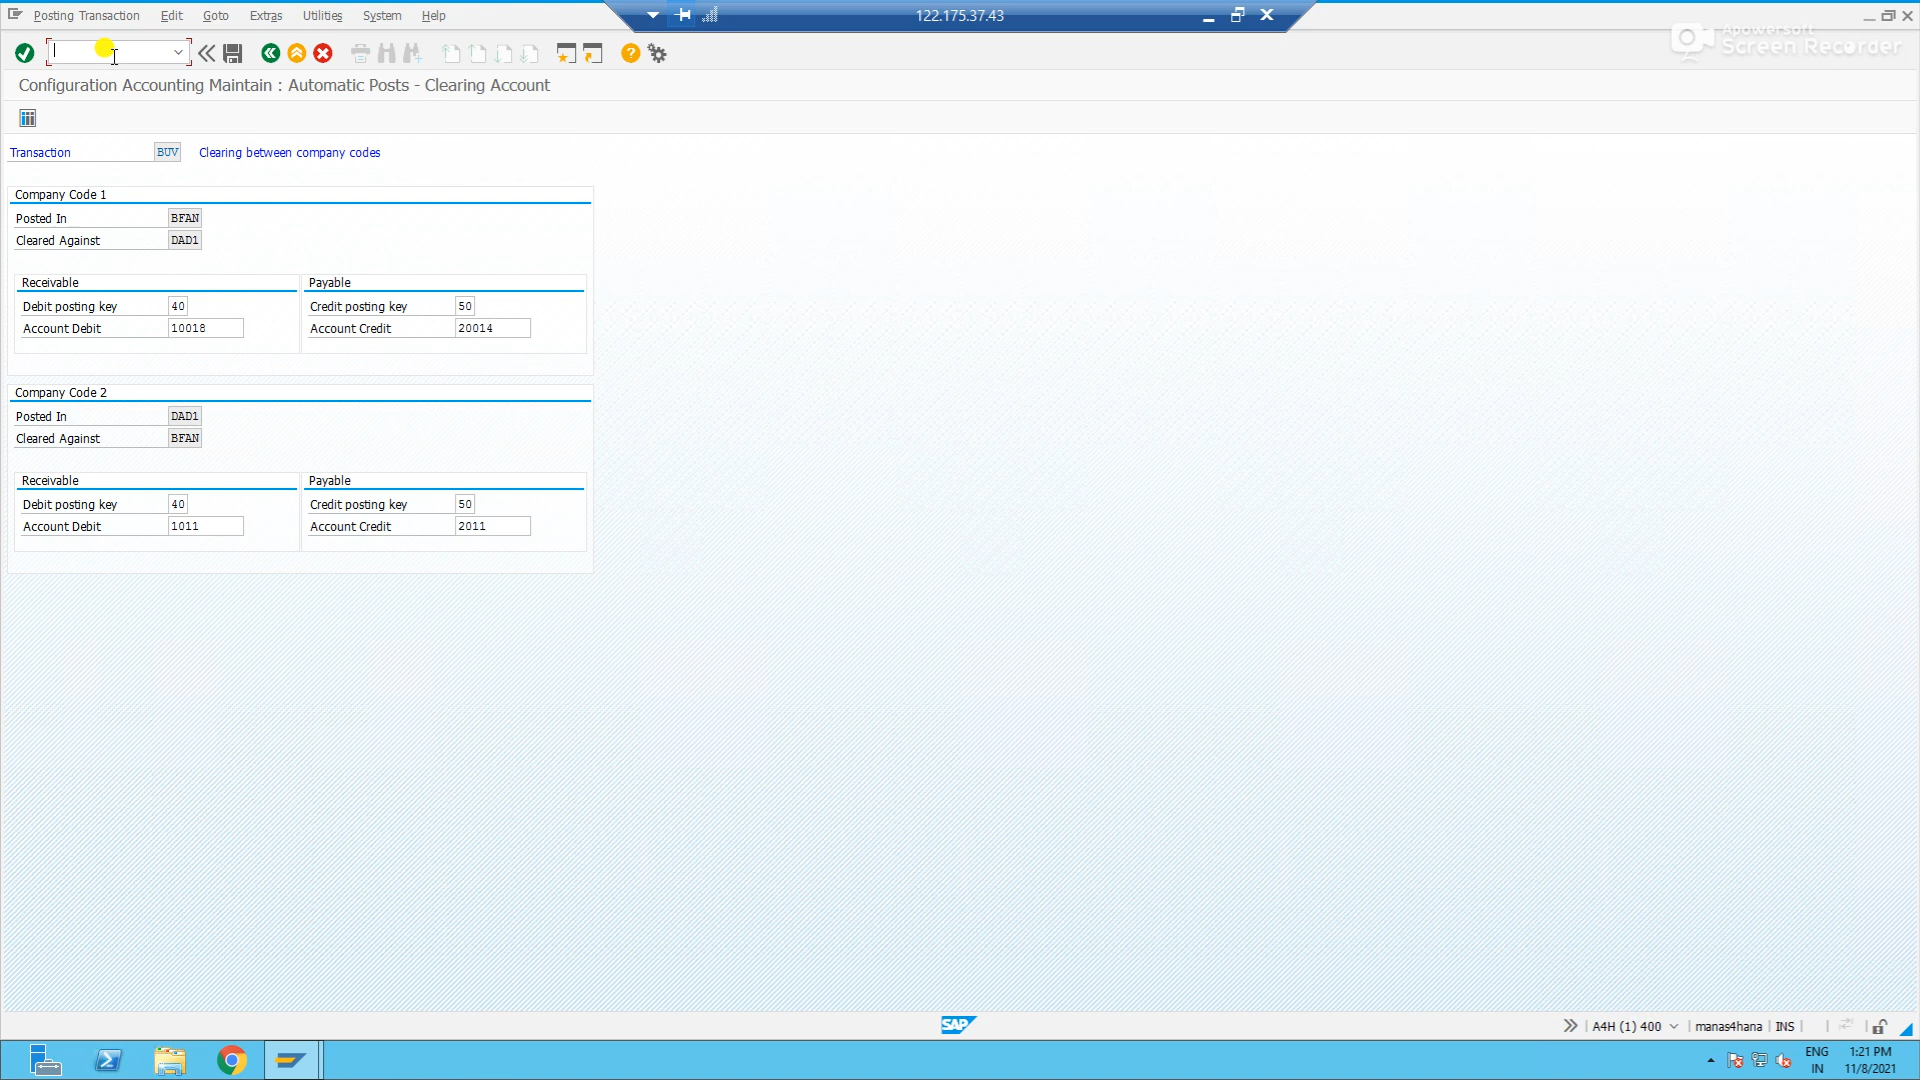 Posting Transaction Edit Goto Extras Utilities System Help
122.175.37.43
Apowersoft
Screen Recorder
Configuration Accounting Maintain : Automatic Posts - Clearing Account
Transaction BUV Clearing between company codes
Company Code 1
Posted In BFAN
Cleared Against DAD1
Receivable Payable
Debit posting key 40 Credit posting key 50
Account Debit 10018 Account Credit 20014
Company Code 2
Posted In DAD1
Cleared Against BFAN
Receivable Payable
Debit posting key 40 Credit posting key 50
Account Debit 1011 Account Credit 2011
SAP
A4H (1) 400 manas4hana INS
ENG 1:21 PM
IN 11/8/2021